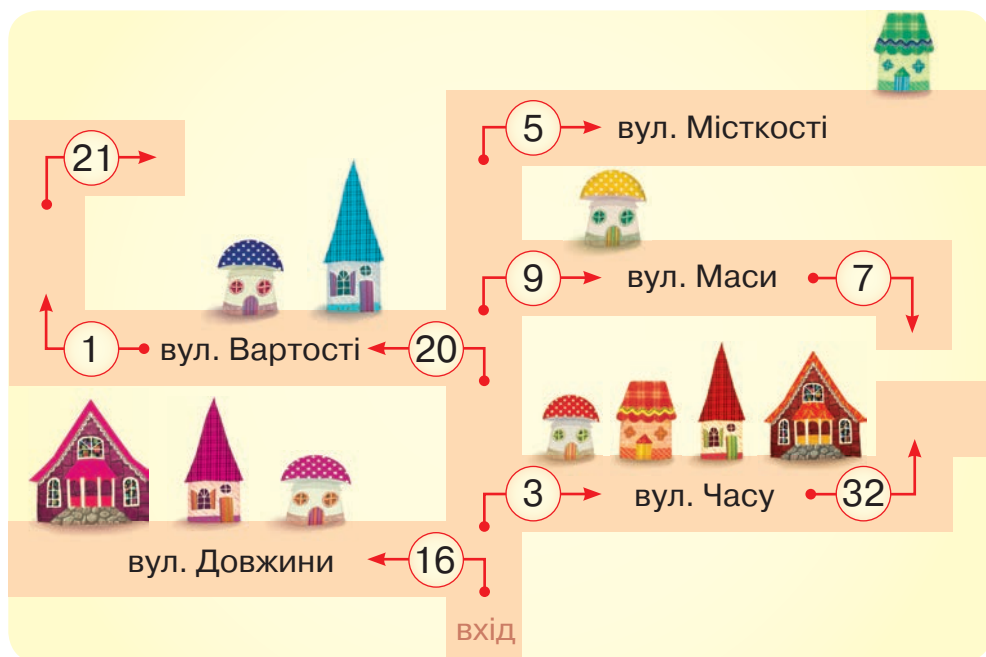 5 вул. Місткості
21
9 вул. Маси 7
1 вул. Вартості 20
3 вул. Часу 32
вул. Довжини 16
вхід